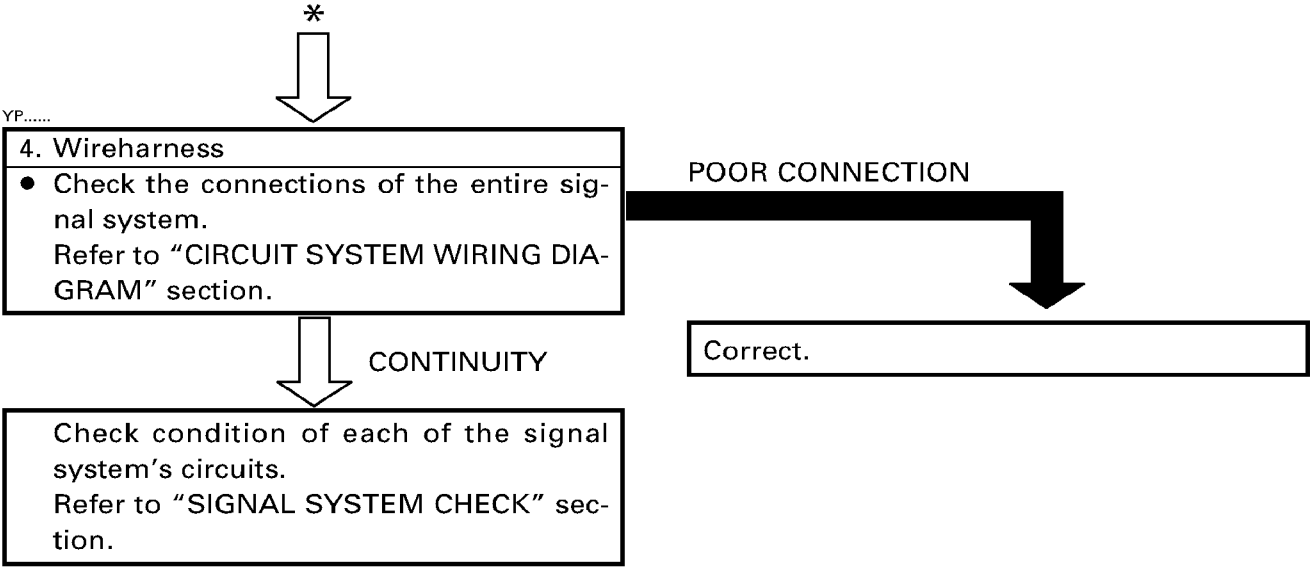 *
YP......
4. Wireharness
● Check the connections of the entire sig-
nal system.
Refer to “CIRCUIT SYSTEM WIRING DIA-
GRAM” section.
POOR CONNECTION
Correct.
CONTINUITY
Check condition of each of the signal
system’s circuits.
Refer to “SIGNAL SYSTEM CHECK” sec-
tion.